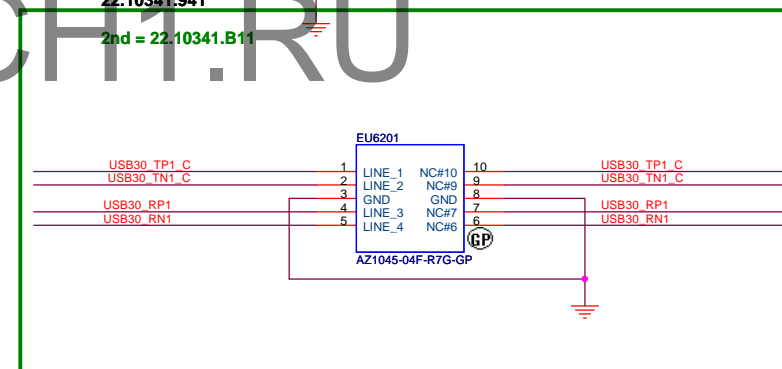 22.10341.941
2nd = 22.10341.B11
CH1.RU
EU6201
USB30_TP1_C 1 LINE_1 NC#10 10 USB30_TP1_C
USB30_TN1_C 2 LINE_2 NC#9 9 USB30_TN1_C
3 GND GND 8
USB30_RP1 4 LINE_3 NC#7 7 USB30_RP1
USB30_RN1 5 LINE_4 NC#6 6 USB30_RN1
GP
AZ1045-04F-R7G-GP